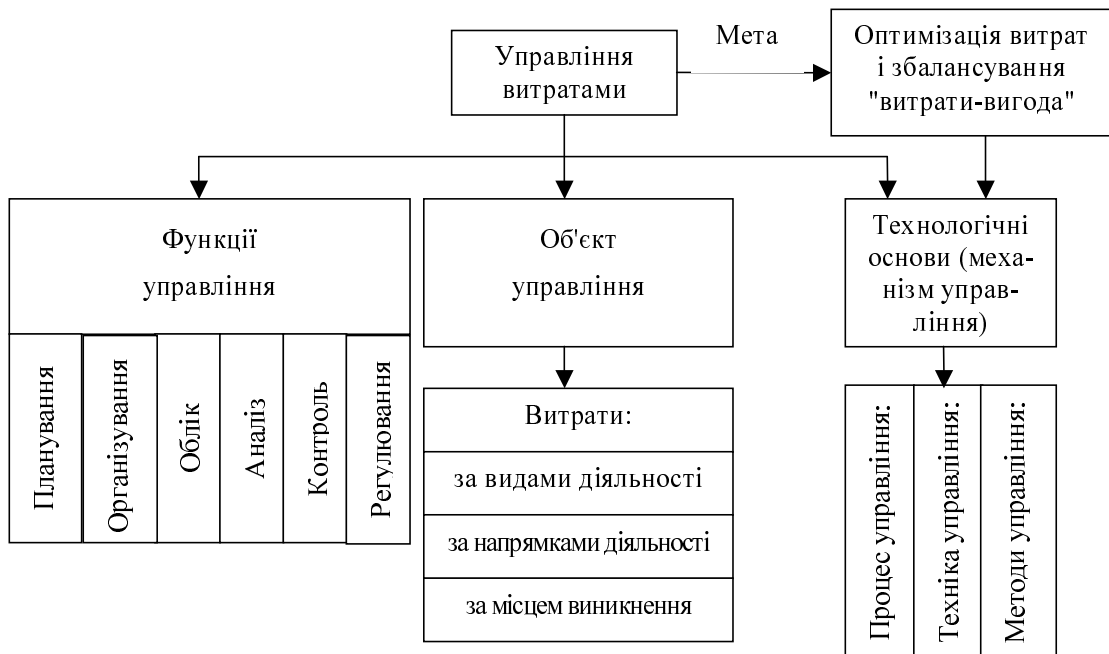 Управління
витратами
Мета
Оптимізація витрат
і збалансування
"витрати-вигода"
Функції
управління
Об'єкт
управління
Технологічні
основи (меха-
нізм управ-
ління)
Планування
Організування
Облік
Аналіз
Контроль
Регулювання
Витрати:
за видами діяльності
за напрямками діяльності
за місцем виникнення
Процес управління:
Техніка управління:
Методи управління: